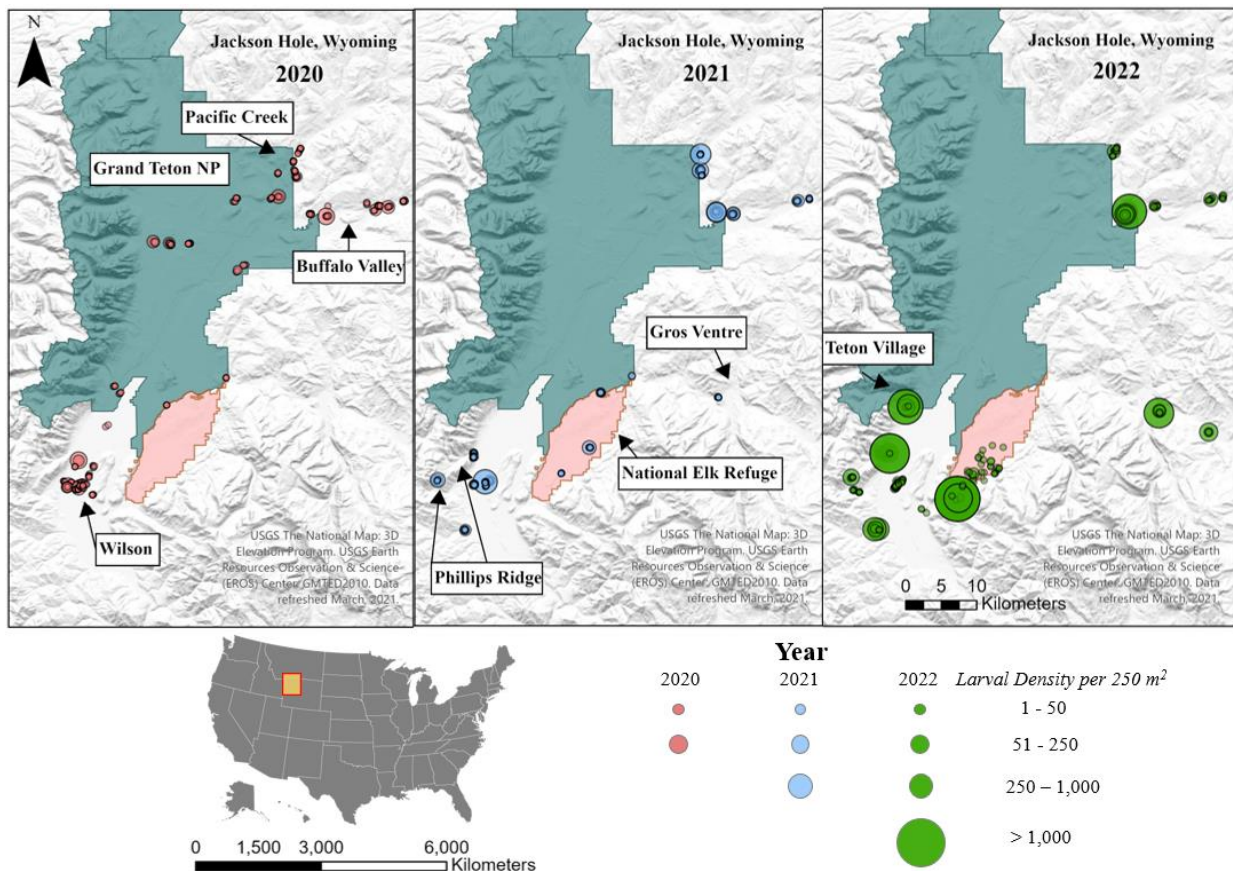 N
Jackson Hole, Wyoming
2020
Pacific Creek
Grand Teton NP
Buffalo Valley
Wilson
USGS The National Map: 3D
Elevation Program. USGS Earth
Resources Observation & Science
(EROS) Center: GMTED2010. Data
refreshed March, 2021.
Jackson Hole, Wyoming
2021
Gros Ventre
National Elk Refuge
Phillips Ridge
USGS The National Map: 3D
Elevation Program. USGS Earth
Resources Observation & Science
(EROS) Center: GMTED2010. Data
refreshed March, 2021.
Jackson Hole, Wyoming
2022
Teton Village
USGS The National Map: 3D
Elevation Program. USGS Earth
Resources Observation & Science
(EROS) Center: GMTED2010. Data
refreshed March, 2021.
0 5 10
Kilometers
0 1,500 3,000 6,000
Kilometers
Year
2020 2021 2022 Larval Density per 250 m²
1 - 50
51 - 250
250 – 1,000
> 1,000